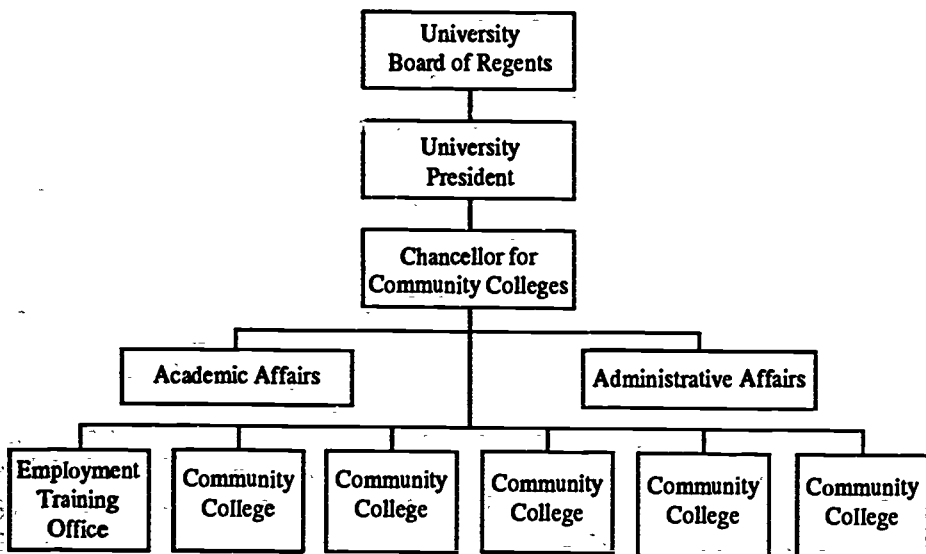 University
Board of Regents
University
President
Chancellor for
Community Colleges
Academic Affairs
Administrative Affairs
Employment
Training
Office
Community
College
Community
College
Community
College
Community
College
Community
College